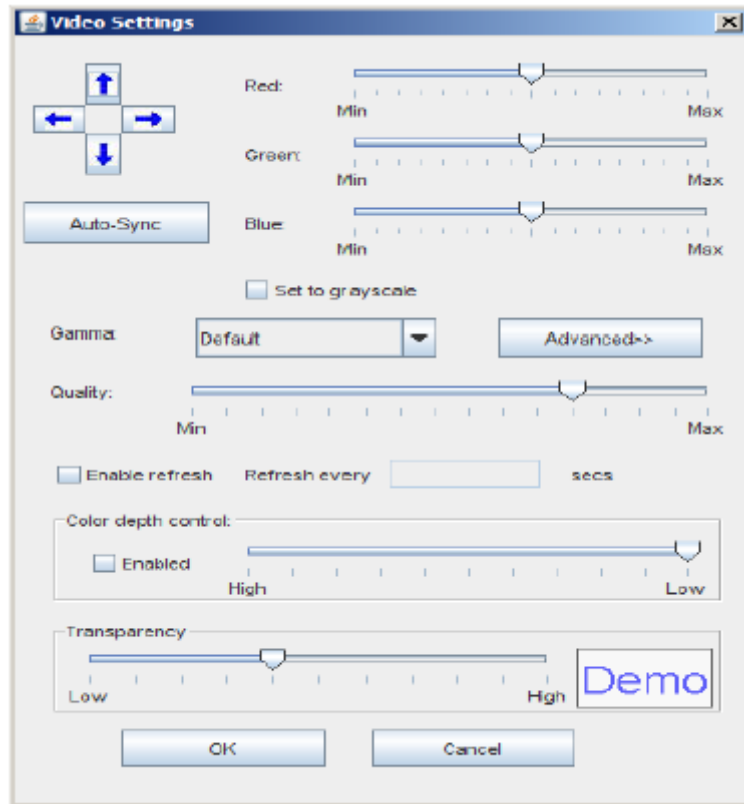 Video Settings
Red:
Min Max
Green:
Min Max
Auto-Sync
Blue:
Min Max
Set to grayscale
Gamma:
Default
Advanced>>
Quality:
Min Max
Enable refresh Refresh every secs
Color depth control:
Enabled
High Low
Transparency
Low High
Demo
OK Cancel